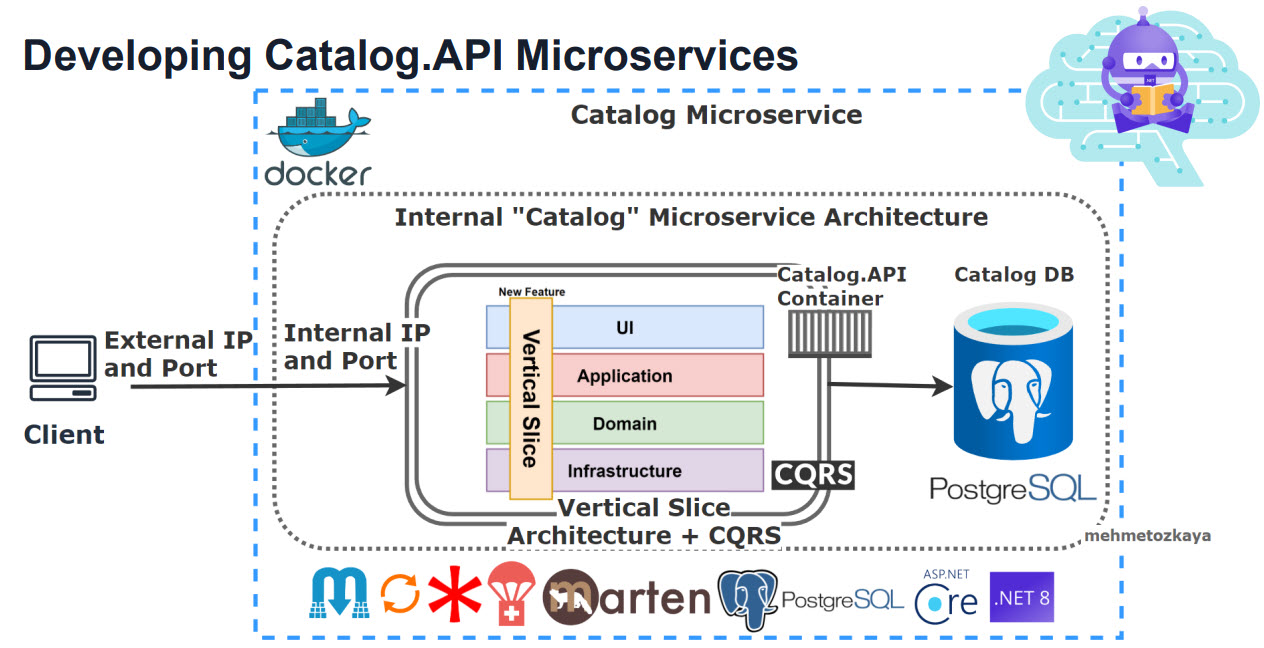 Developing Catalog.API Microservices
.NET
docker
Catalog Microservice
Internal "Catalog" Microservice Architecture
Client
External IP
and Port
Internal IP
and Port
New Feature
Vertical Slice
UI
Application
Domain
Infrastructure
Catalog.API
Container
CQRS
Vertical Slice
Architecture + CQRS
Catalog DB
PostgreSQL
mehmetozkaya
marten
PostgreSQL
ASP.NET
Core
.NET 8